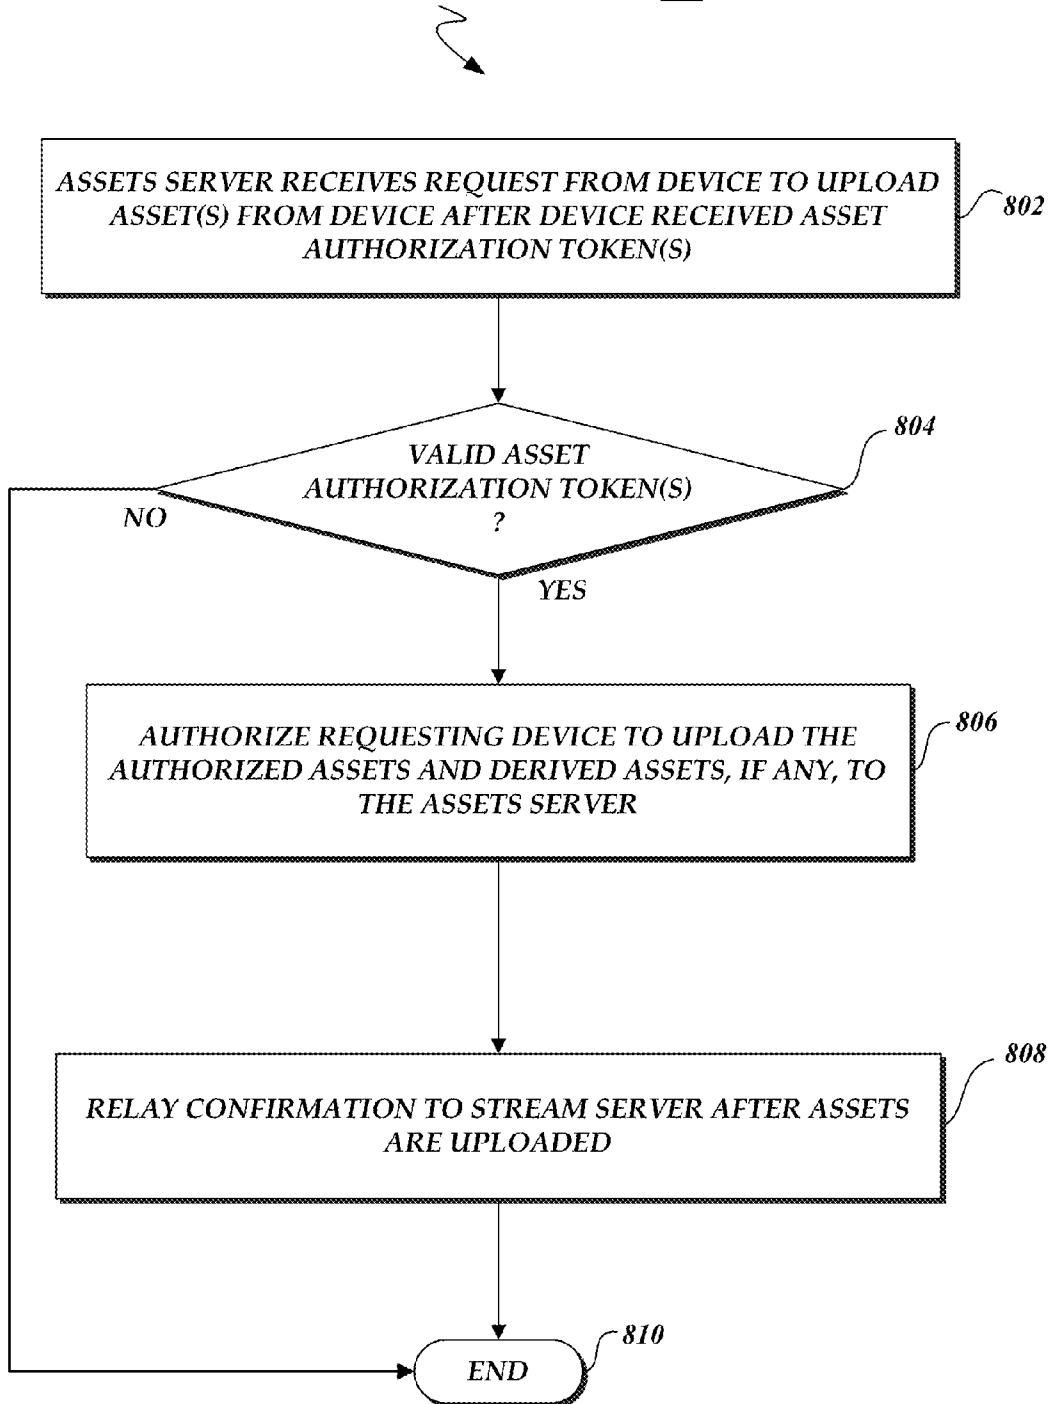 ASSETS SERVER RECEIVES REQUEST FROM DEVICE TO UPLOAD
ASSET(S) FROM DEVICE AFTER DEVICE RECEIVED ASSET
AUTHORIZATION TOKEN(S)
802
VALID ASSET
AUTHORIZATION TOKEN(S)
?
804
NO
YES
AUTHORIZE REQUESTING DEVICE TO UPLOAD THE
AUTHORIZED ASSETS AND DERIVED ASSETS, IF ANY, TO
THE ASSETS SERVER
806
RELAY CONFIRMATION TO STREAM SERVER AFTER ASSETS
ARE UPLOADED
808
END
810